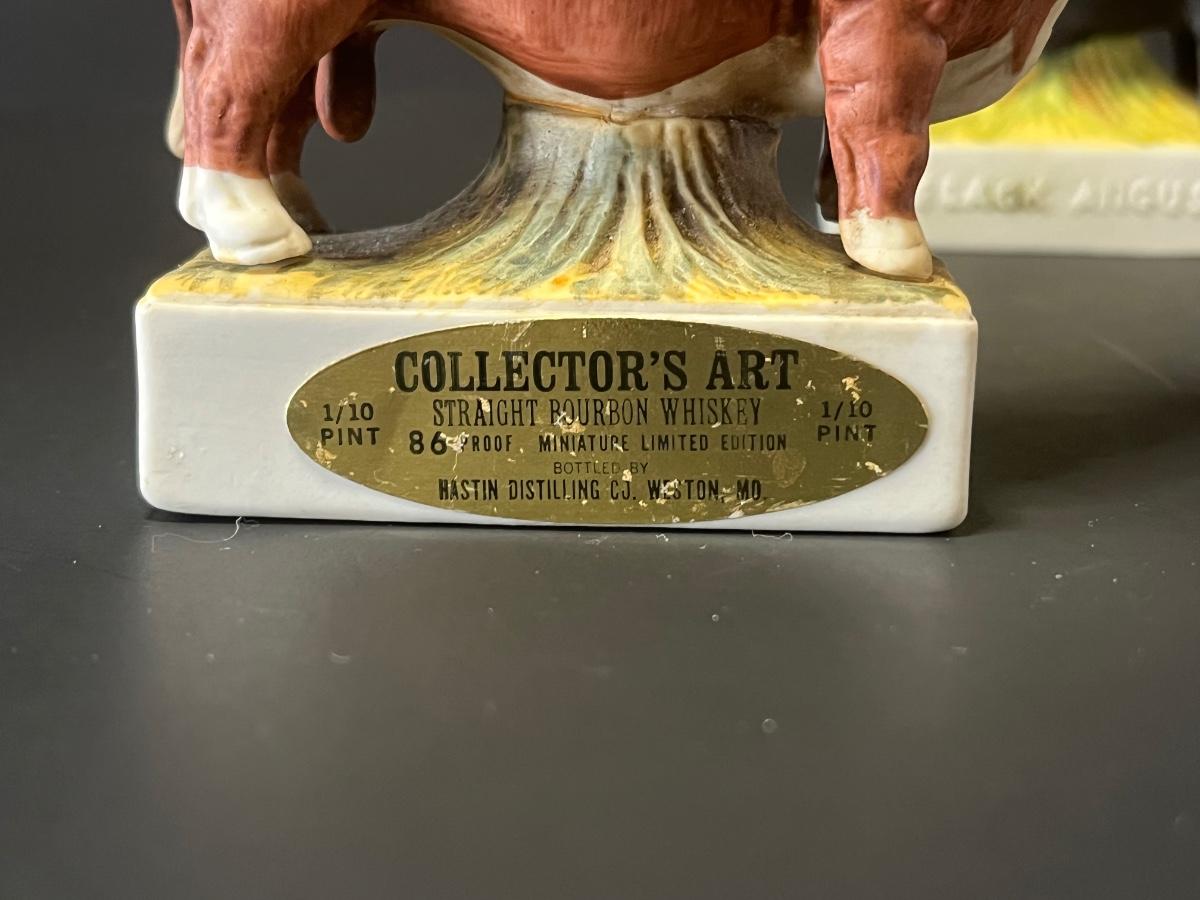 COLLECTOR'S ART
STRAIGHT BOURBON WHISKEY
1/10 PINT
1/10 PINT
86 PROOF MINIATURE LIMITED EDITION
BOTTLED BY
HASTIN DISTILLING CO. WESTON, MO.
BLACK ANGUS